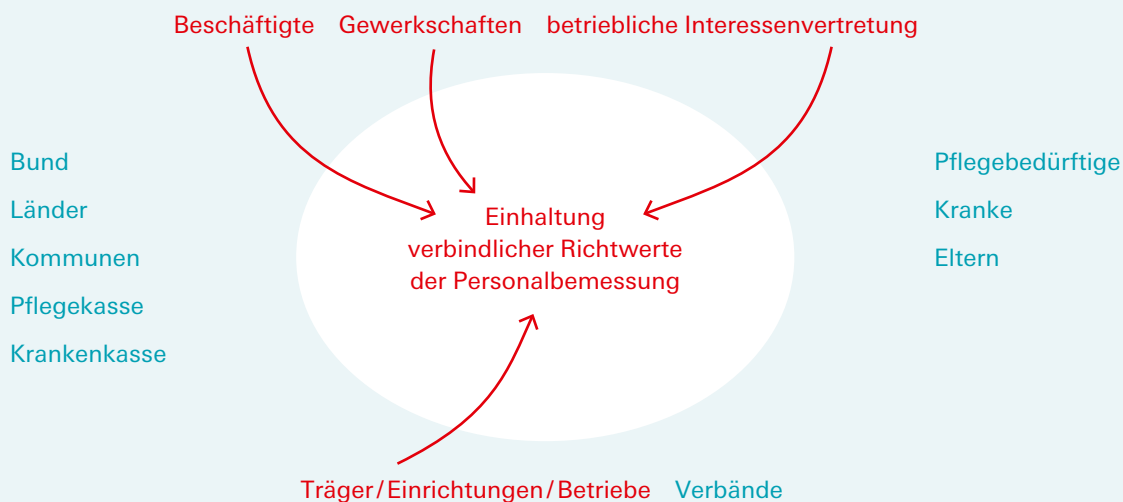 Beschäftigte Gewerkschaften betriebliche Interessenvertretung
Bund
Länder
Kommunen
Pflegekasse
Krankenkasse
Einhaltung
verbindlicher Richtwerte
der Personalbemessung
Pflegebedürftige
Kranke
Eltern
Träger/Einrichtungen/Betriebe Verbände